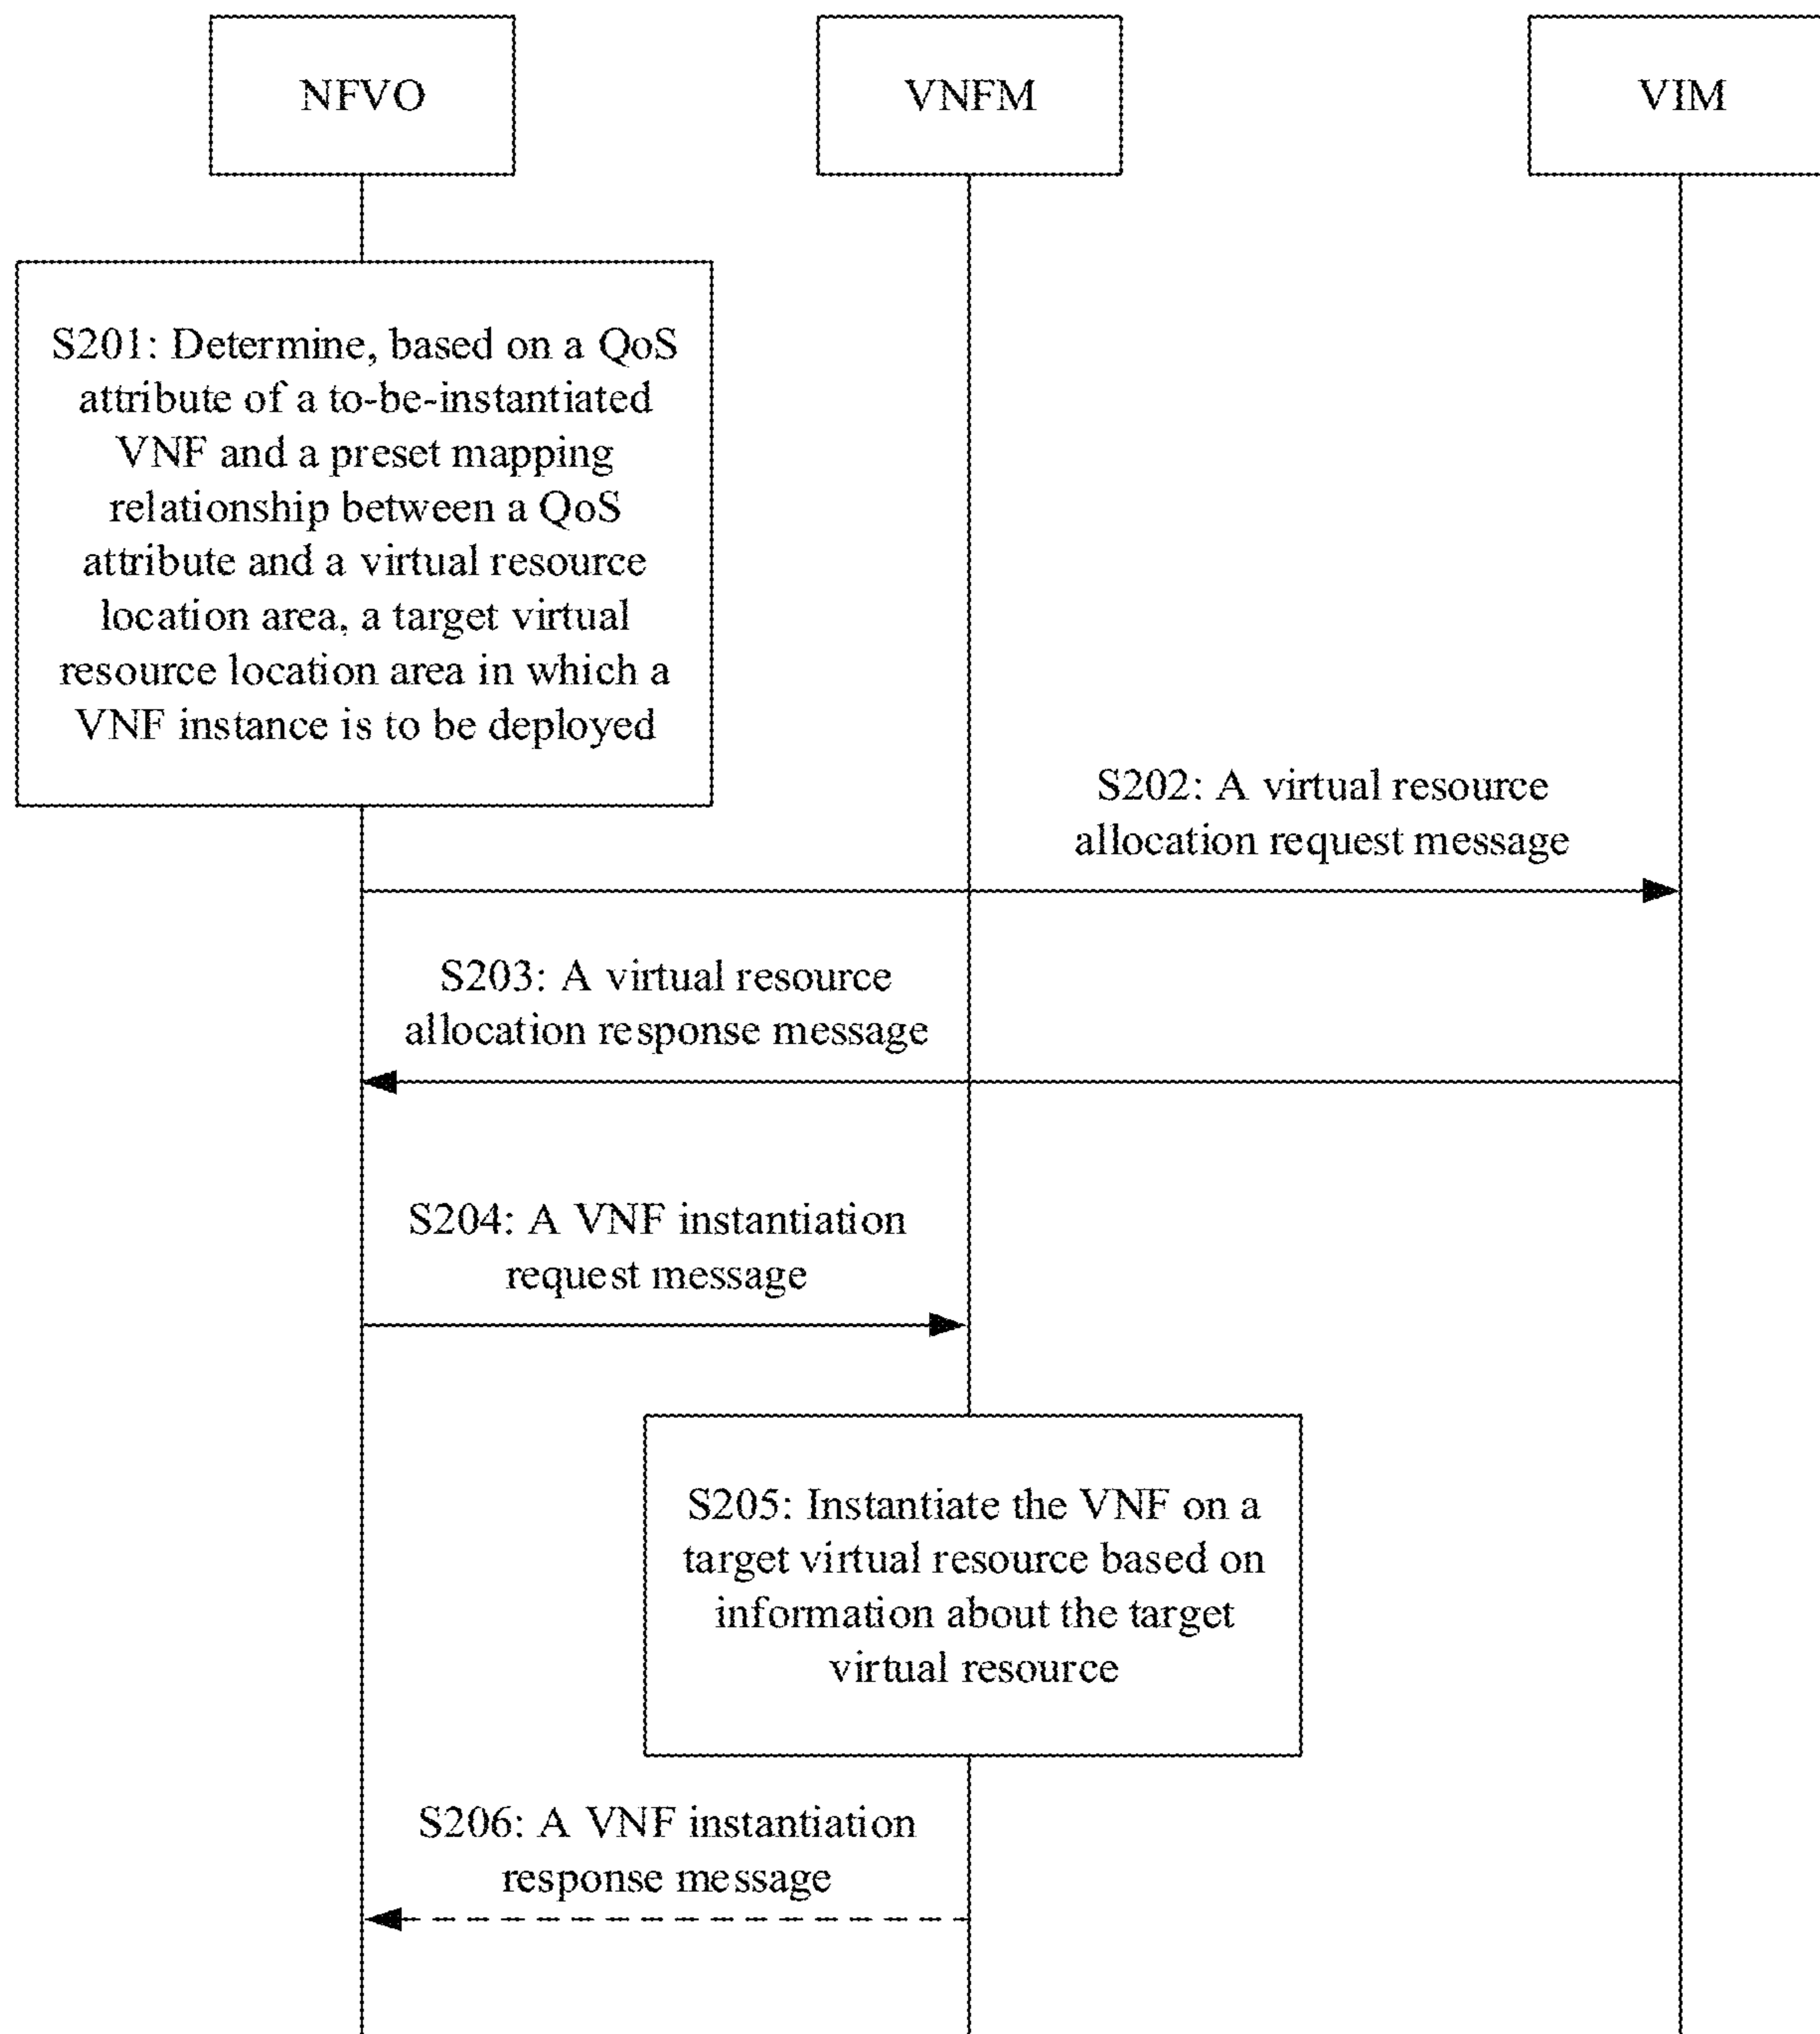 NFVO
VNFM
VIM
S201: Determine, based on a QoS
attribute of a to-be-instantiated
VNF and a preset mapping
relationship between a QoS
attribute and a virtual resource
location area, a target virtual
resource location area in which a
VNF instance is to be deployed
S202: A virtual resource
allocation request message
S203: A virtual resource
allocation response message
S204: A VNF instantiation
request message
S205: Instantiate the VNF on a
target virtual resource based on
information about the target
virtual resource
S206: A VNF instantiation
response message